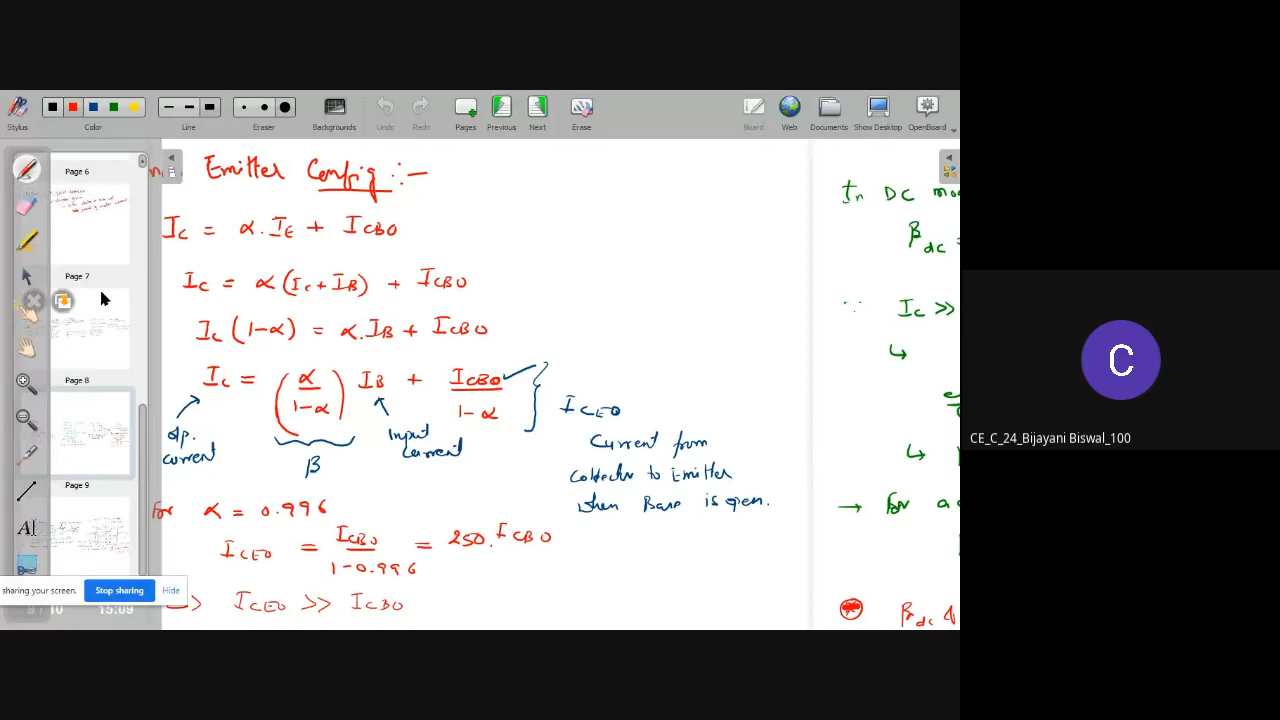 Stylus
Color
Line
Eraser
Backgrounds
Undo
Redo
Pages
Previous
Next
Erase
Board
Web
Documents
Show Desktop
OpenBoard
Page 6
Page 7
Page 8
Page 9
Emitter Config :-
Ic = α.IE + ICBO
Ic = α(Ic+IB) + ICBO
Ic (1-α) = α.IB + ICBO
Ic = (α/1-α) IB + ICBO/1-α
ICEO
o/p. current
β
Input current
Current from
Collector to Emitter
when Base is open.
For α = 0.996
ICEO = ICBO/1-0.996 = 250.ICBO
=> ICEO >> ICBO
In DC mo
βdc =
∵ Ic >>
↳
↳
→ For a
βdc
sharing your screen.
Stop sharing
Hide
15:09
C
CE_C_24_Bijayani Biswal_100